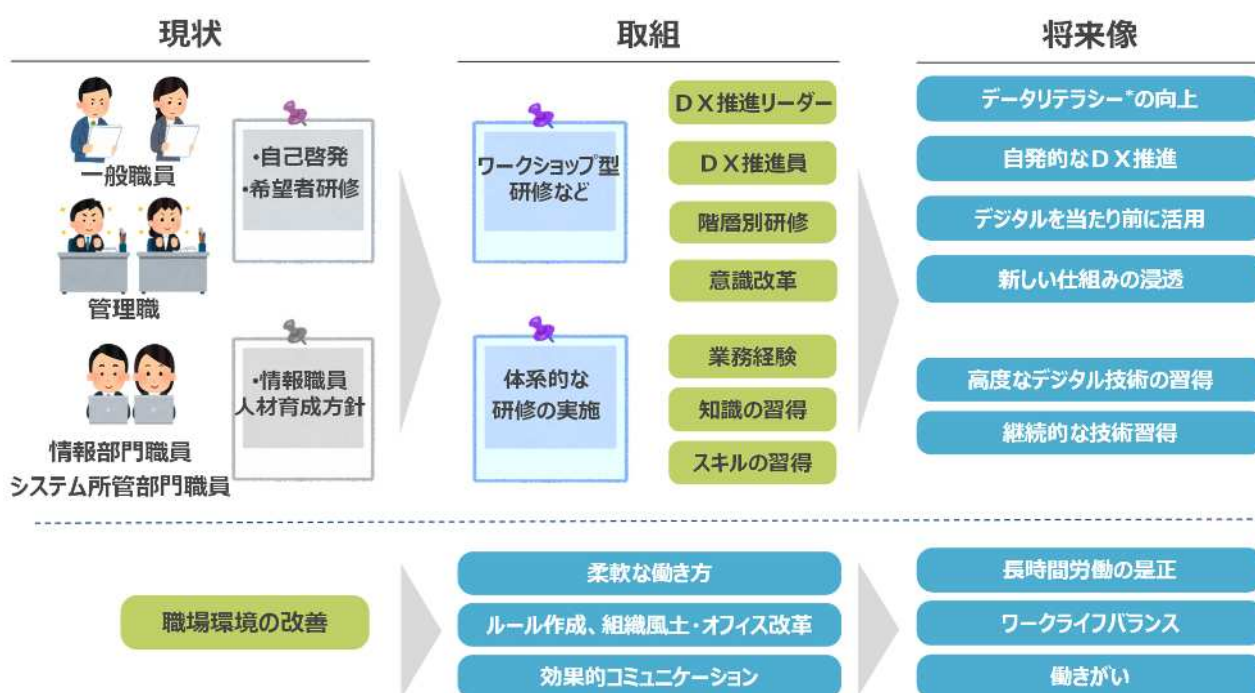 現状
取組
将来像
一般職員
管理職
・自己啓発
・希望者研修
ワークショップ型
研修など
DX推進リーダー
DX推進員
階層別研修
意識改革
データリテラシー*の向上
自発的なDX推進
デジタルを当たり前に活用
新しい仕組みの浸透
情報部門職員
システム所管部門職員
・情報職員
人材育成方針
体系的な
研修の実施
業務経験
知識の習得
スキルの習得
高度なデジタル技術の習得
継続的な技術習得
職場環境の改善
柔軟な働き方
ルール作成、組織風土・オフィス改革
効果的コミュニケーション
長時間労働の是正
ワークライフバランス
働きがい